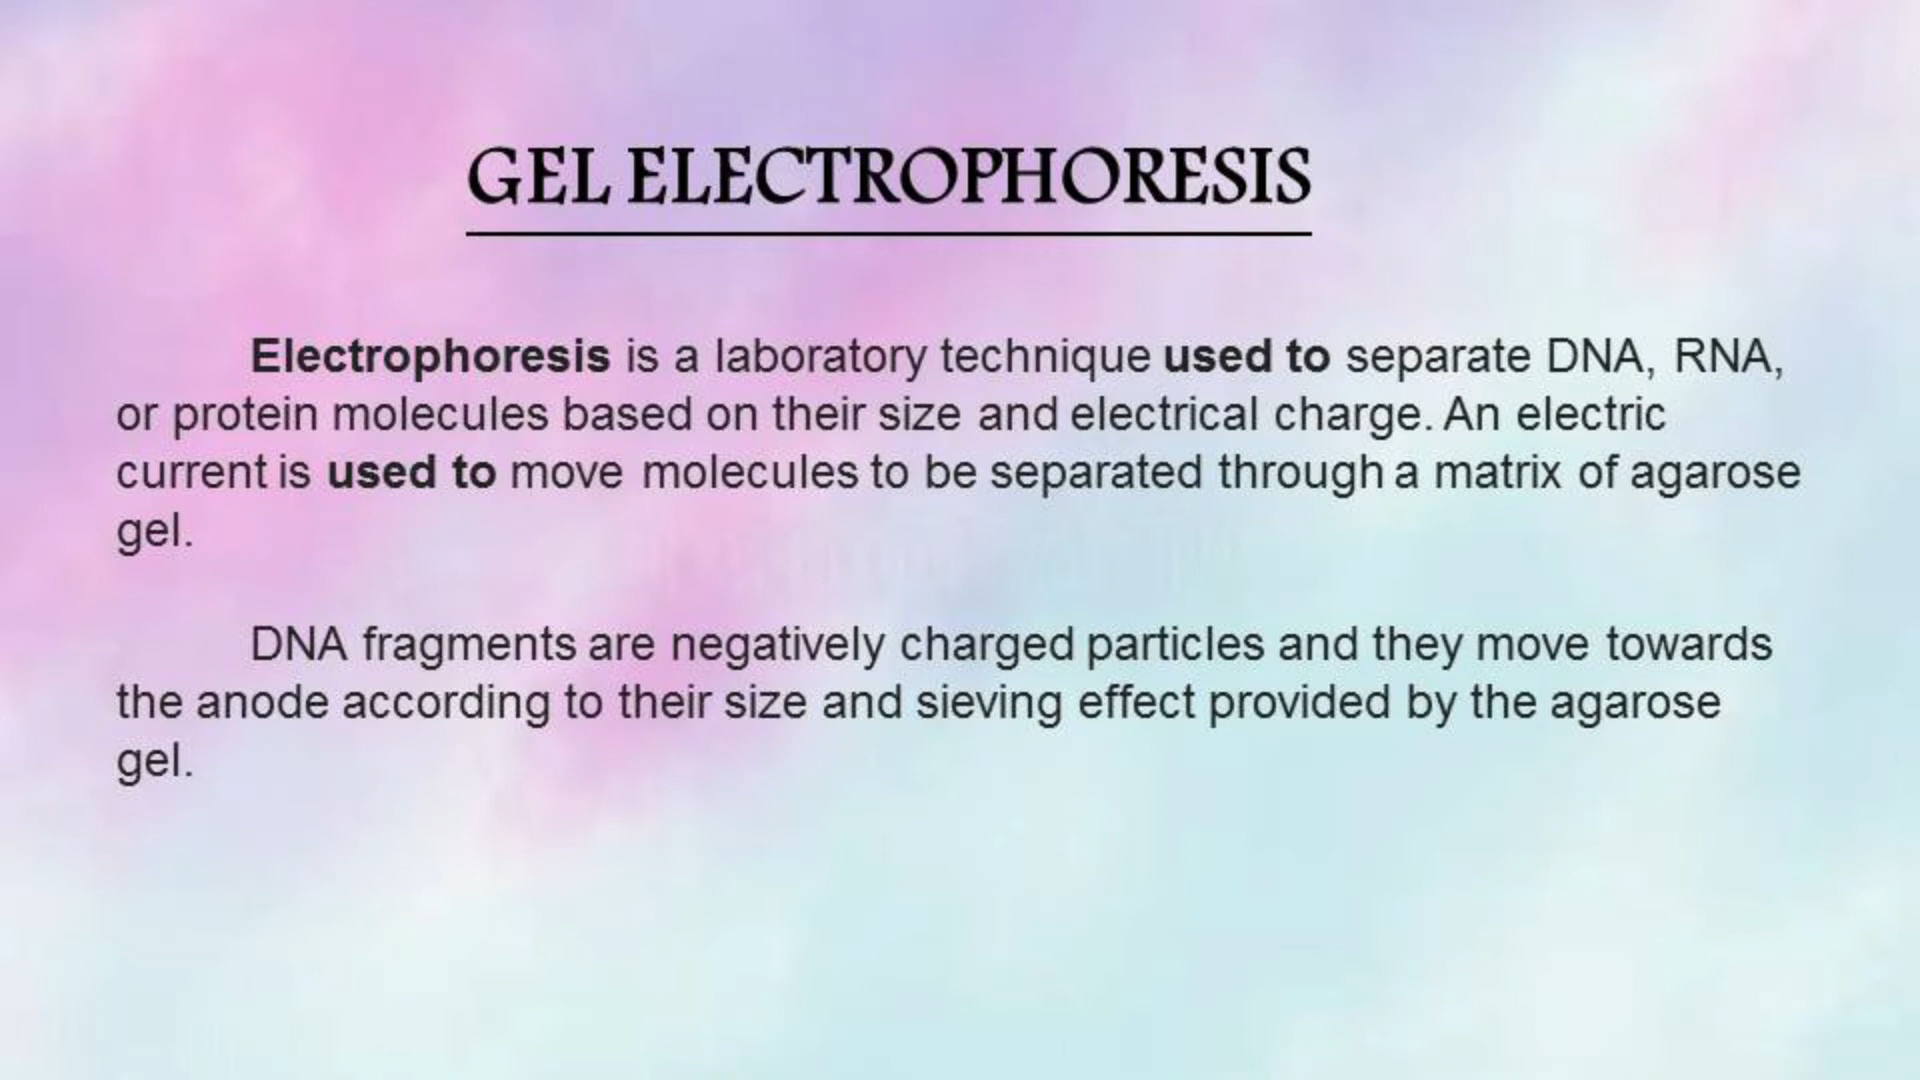 GEL ELECTROPHORESIS
Electrophoresis is a laboratory technique used to separate DNA, RNA,
or protein molecules based on their size and electrical charge. An electric
current is used to move molecules to be separated through a matrix of agarose
gel.
DNA fragments are negatively charged particles and they move towards
the anode according to their size and sieving effect provided by the agarose
gel.